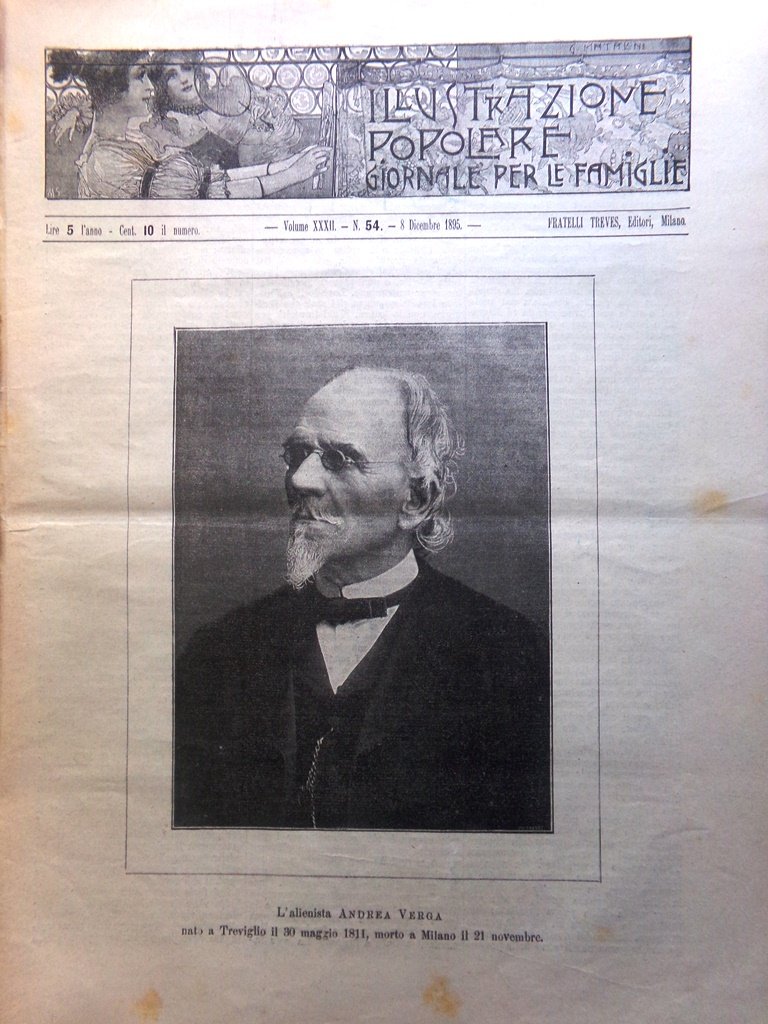 G. MATALONI
ILLUSTRAZIONE
POPOLARE
GIORNALE PER LE FAMIGLIE
Lire 5 l'anno - Cent. 10 il numero.
— Volume XXXII. — N. 54. — 8 Dicembre 1895. —
FRATELLI TREVES, Editori, Milano.
L'alienista ANDREA VERGA
nato a Treviglio il 30 maggio 1811, morto a Milano il 21 novembre.